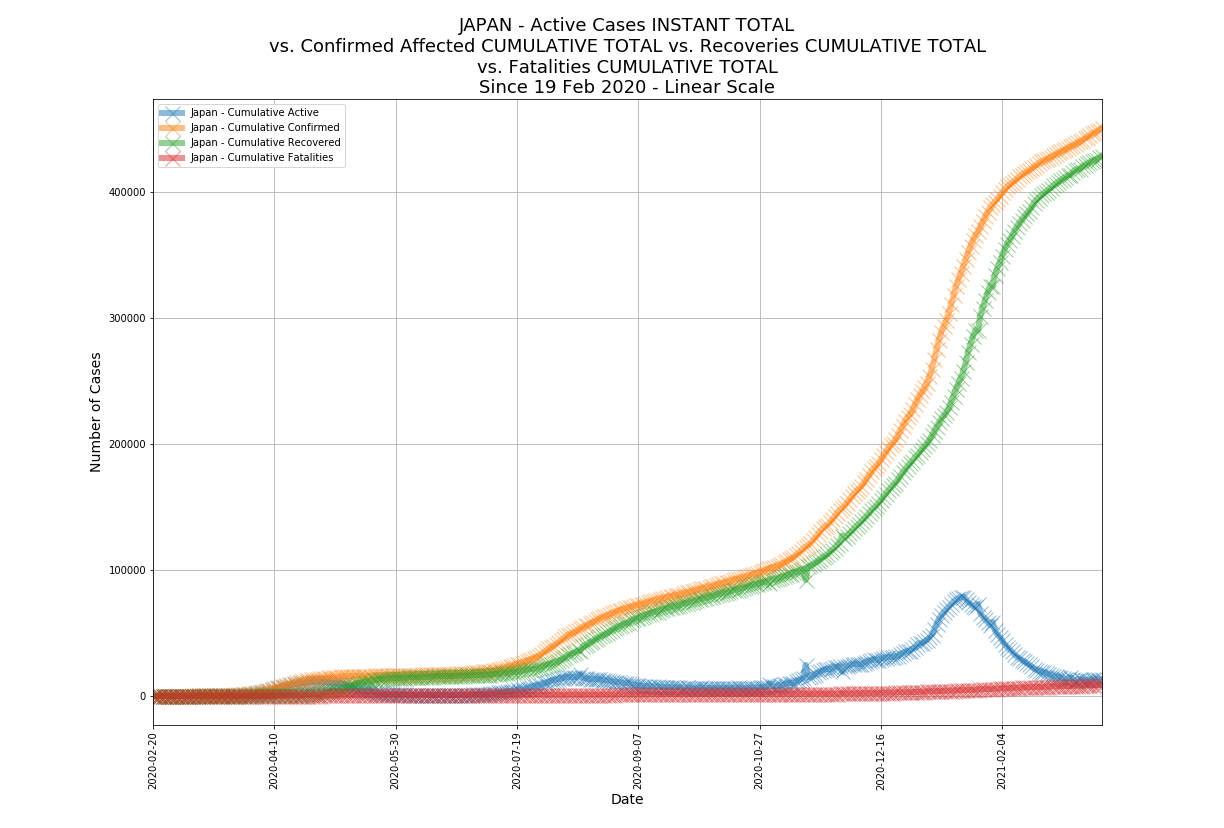 JAPAN - Active Cases INSTANT TOTAL
vs. Confirmed Affected CUMULATIVE TOTAL vs. Recoveries CUMULATIVE TOTAL
vs. Fatalities CUMULATIVE TOTAL
Since 19 Feb 2020 - Linear Scale
Japan - Cumulative Active
Japan - Cumulative Confirmed
Japan - Cumulative Recovered
Japan - Cumulative Fatalities
Number of Cases
400000
300000
200000
100000
0
2020-02-20
2020-04-10
2020-05-30
2020-07-19
2020-09-07
2020-10-27
2020-12-16
2021-02-04
Date